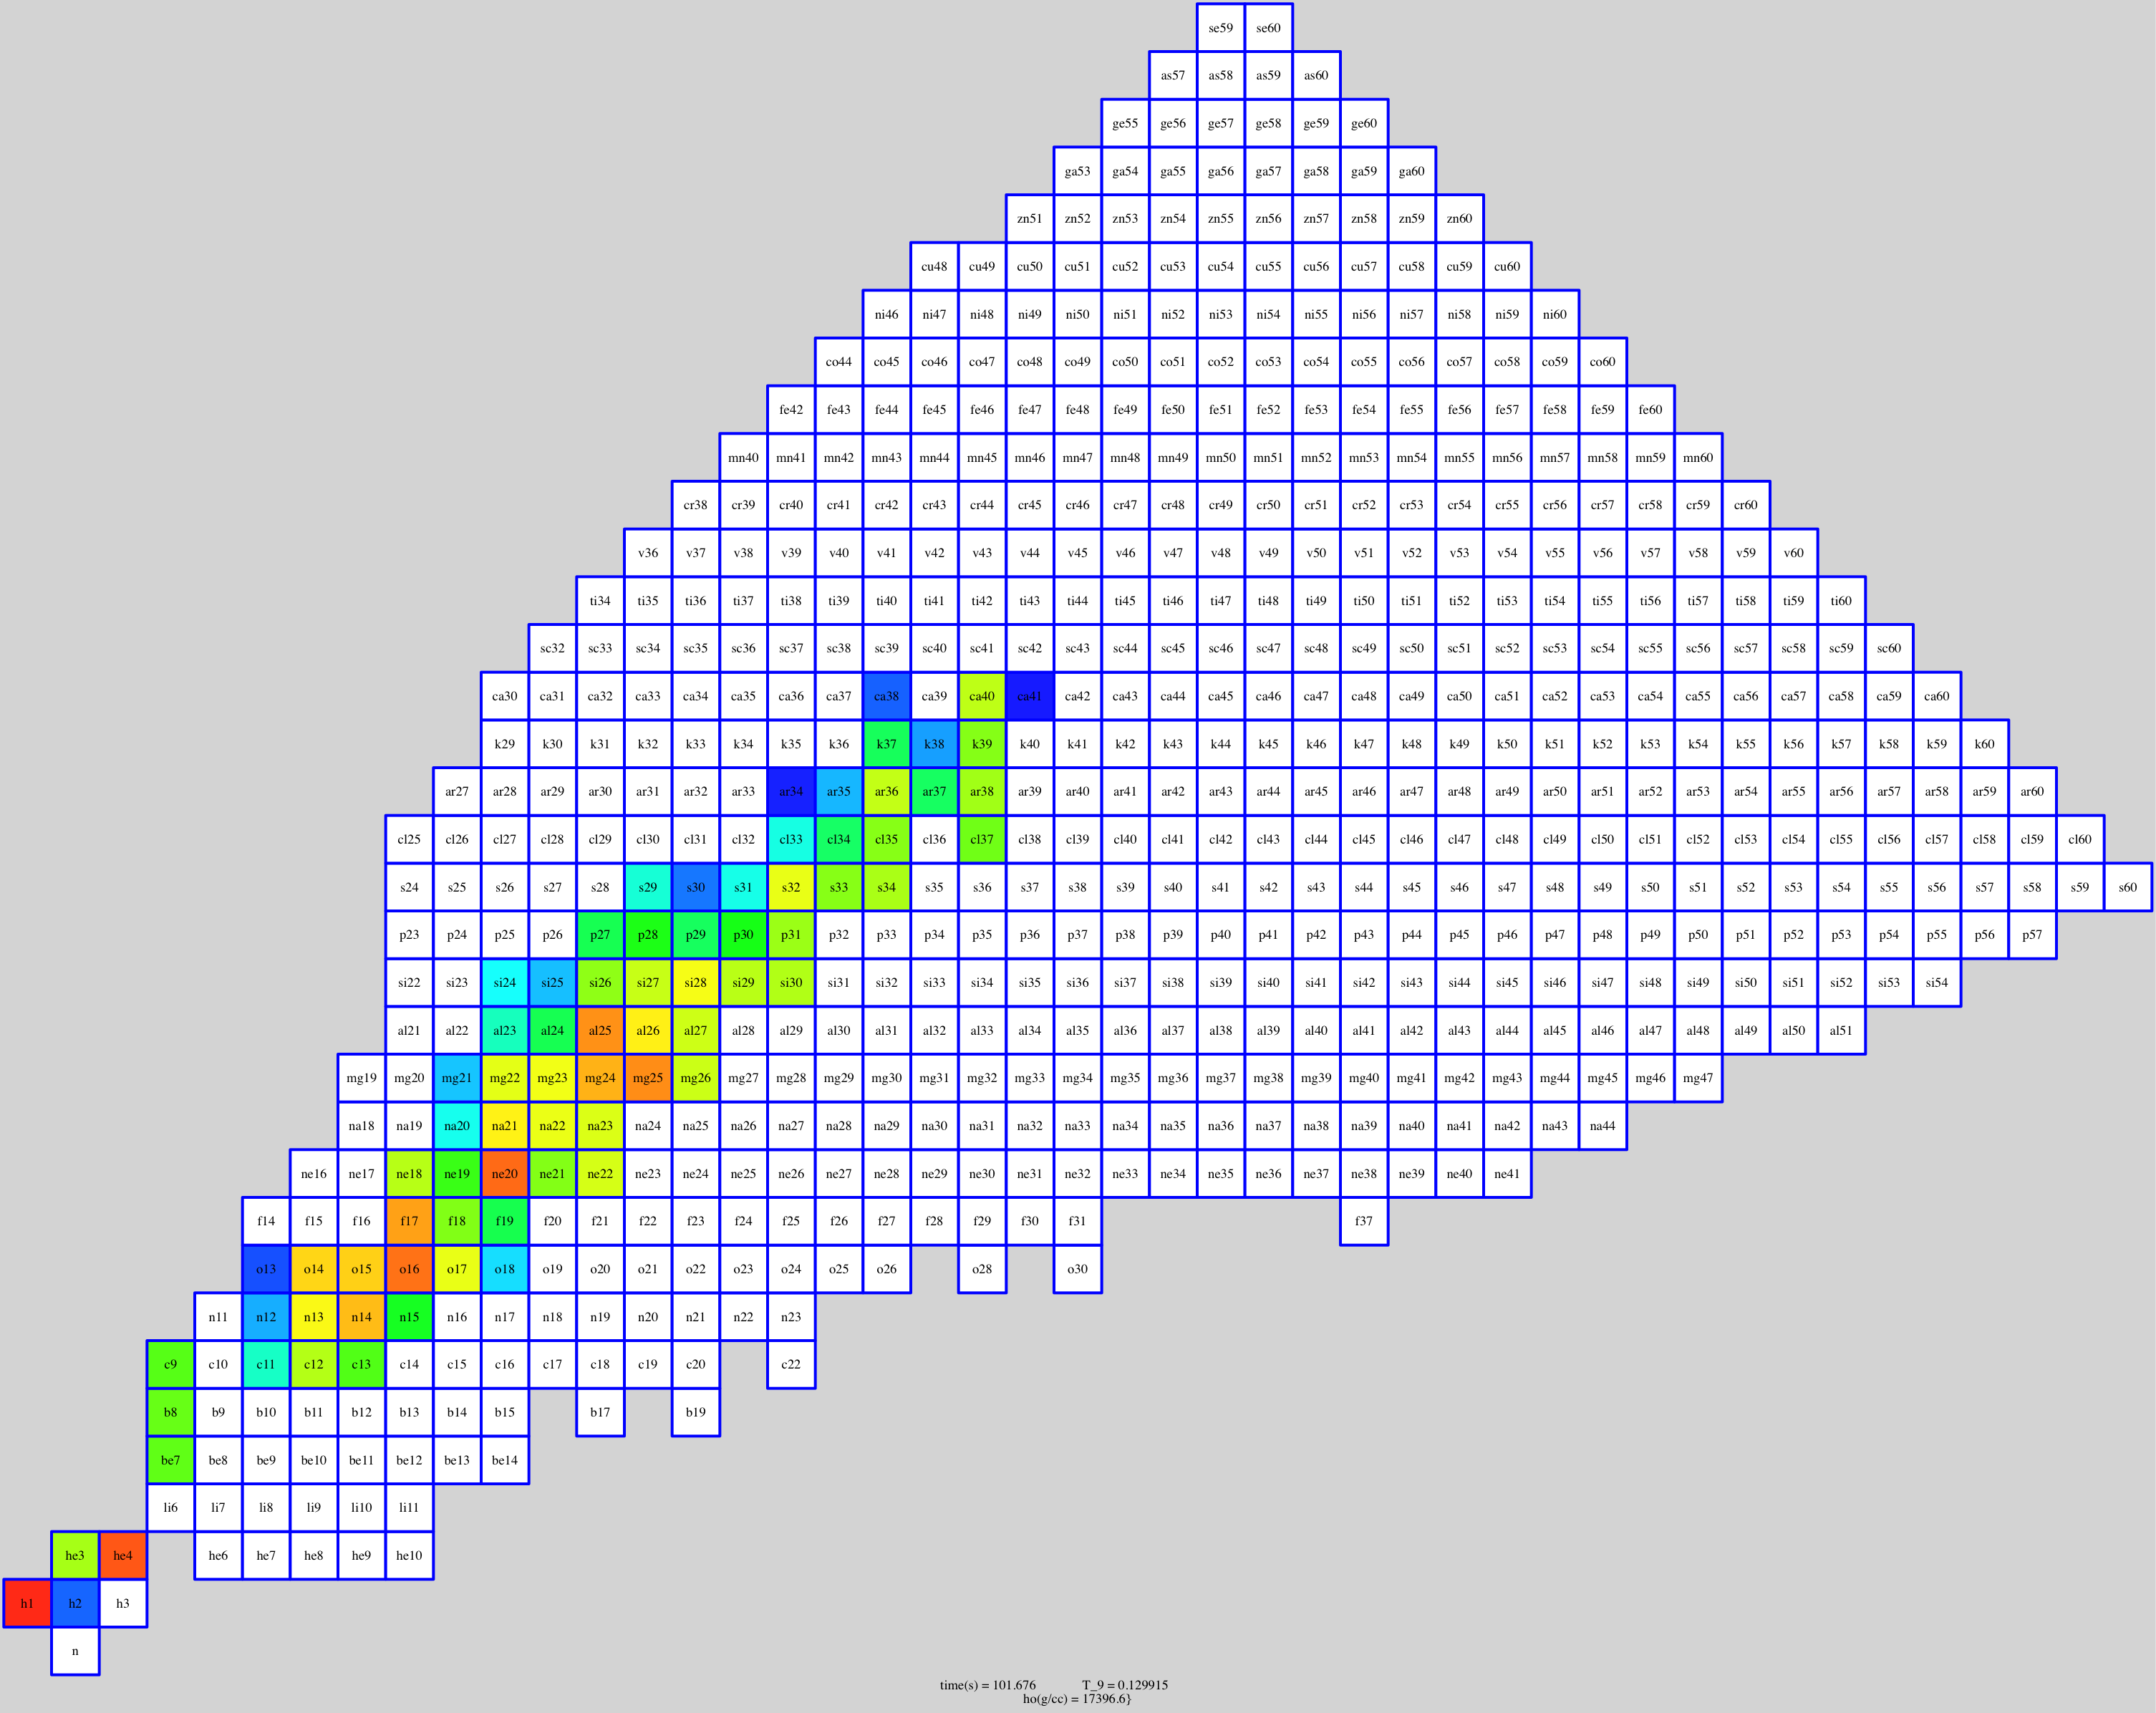 se59 se60
as57 as58 as59 as60
ge55 ge56 ge57 ge58 ge59 ge60
ga53 ga54 ga55 ga56 ga57 ga58 ga59 ga60
zn51 zn52 zn53 zn54 zn55 zn56 zn57 zn58 zn59 zn60
cu48 cu49 cu50 cu51 cu52 cu53 cu54 cu55 cu56 cu57 cu58 cu59 cu60
ni46 ni47 ni48 ni49 ni50 ni51 ni52 ni53 ni54 ni55 ni56 ni57 ni58 ni59 ni60
co44 co45 co46 co47 co48 co49 co50 co51 co52 co53 co54 co55 co56 co57 co58 co59 co60
fe42 fe43 fe44 fe45 fe46 fe47 fe48 fe49 fe50 fe51 fe52 fe53 fe54 fe55 fe56 fe57 fe58 fe59 fe60
mn40 mn41 mn42 mn43 mn44 mn45 mn46 mn47 mn48 mn49 mn50 mn51 mn52 mn53 mn54 mn55 mn56 mn57 mn58 mn59 mn60
cr38 cr39 cr40 cr41 cr42 cr43 cr44 cr45 cr46 cr47 cr48 cr49 cr50 cr51 cr52 cr53 cr54 cr55 cr56 cr57 cr58 cr59 cr60
v36 v37 v38 v39 v40 v41 v42 v43 v44 v45 v46 v47 v48 v49 v50 v51 v52 v53 v54 v55 v56 v57 v58 v59 v60
ti34 ti35 ti36 ti37 ti38 ti39 ti40 ti41 ti42 ti43 ti44 ti45 ti46 ti47 ti48 ti49 ti50 ti51 ti52 ti53 ti54 ti55 ti56 ti57 ti58 ti59 ti60
sc32 sc33 sc34 sc35 sc36 sc37 sc38 sc39 sc40 sc41 sc42 sc43 sc44 sc45 sc46 sc47 sc48 sc49 sc50 sc51 sc52 sc53 sc54 sc55 sc56 sc57 sc58 sc59 sc60
ca30 ca31 ca32 ca33 ca34 ca35 ca36 ca37 ca38 ca39 ca40 ca41 ca42 ca43 ca44 ca45 ca46 ca47 ca48 ca49 ca50 ca51 ca52 ca53 ca54 ca55 ca56 ca57 ca58 ca59 ca60
k29 k30 k31 k32 k33 k34 k35 k36 k37 k38 k39 k40 k41 k42 k43 k44 k45 k46 k47 k48 k49 k50 k51 k52 k53 k54 k55 k56 k57 k58 k59 k60
ar27 ar28 ar29 ar30 ar31 ar32 ar33 ar34 ar35 ar36 ar37 ar38 ar39 ar40 ar41 ar42 ar43 ar44 ar45 ar46 ar47 ar48 ar49 ar50 ar51 ar52 ar53 ar54 ar55 ar56 ar57 ar58 ar59 ar60
cl25 cl26 cl27 cl28 cl29 cl30 cl31 cl32 cl33 cl34 cl35 cl36 cl37 cl38 cl39 cl40 cl41 cl42 cl43 cl44 cl45 cl46 cl47 cl48 cl49 cl50 cl51 cl52 cl53 cl54 cl55 cl56 cl57 cl58 cl59 cl60
s24 s25 s26 s27 s28 s29 s30 s31 s32 s33 s34 s35 s36 s37 s38 s39 s40 s41 s42 s43 s44 s45 s46 s47 s48 s49 s50 s51 s52 s53 s54 s55 s56 s57 s58 s59 s60
p23 p24 p25 p26 p27 p28 p29 p30 p31 p32 p33 p34 p35 p36 p37 p38 p39 p40 p41 p42 p43 p44 p45 p46 p47 p48 p49 p50 p51 p52 p53 p54 p55 p56 p57
si22 si23 si24 si25 si26 si27 si28 si29 si30 si31 si32 si33 si34 si35 si36 si37 si38 si39 si40 si41 si42 si43 si44 si45 si46 si47 si48 si49 si50 si51 si52 si53 si54
al21 al22 al23 al24 al25 al26 al27 al28 al29 al30 al31 al32 al33 al34 al35 al36 al37 al38 al39 al40 al41 al42 al43 al44 al45 al46 al47 al48 al49 al50 al51
mg19 mg20 mg21 mg22 mg23 mg24 mg25 mg26 mg27 mg28 mg29 mg30 mg31 mg32 mg33 mg34 mg35 mg36 mg37 mg38 mg39 mg40 mg41 mg42 mg43 mg44 mg45 mg46 mg47
na18 na19 na20 na21 na22 na23 na24 na25 na26 na27 na28 na29 na30 na31 na32 na33 na34 na35 na36 na37 na38 na39 na40 na41 na42 na43 na44
ne16 ne17 ne18 ne19 ne20 ne21 ne22 ne23 ne24 ne25 ne26 ne27 ne28 ne29 ne30 ne31 ne32 ne33 ne34 ne35 ne36 ne37 ne38 ne39 ne40 ne41
f14 f15 f16 f17 f18 f19 f20 f21 f22 f23 f24 f25 f26 f27 f28 f29 f30 f31 f37
o13 o14 o15 o16 o17 o18 o19 o20 o21 o22 o23 o24 o25 o26 o28 o30
n11 n12 n13 n14 n15 n16 n17 n18 n19 n20 n21 n22 n23
c9 c10 c11 c12 c13 c14 c15 c16 c17 c18 c19 c20 c22
b8 b9 b10 b11 b12 b13 b14 b15 b17 b19
be7 be8 be9 be10 be11 be12 be13 be14
li6 li7 li8 li9 li10 li11
he3 he4 he6 he7 he8 he9 he10
h1 h2 h3
n
time(s) = 101.676 T_9 = 0.129915
ho(g/cc) = 17396.6}